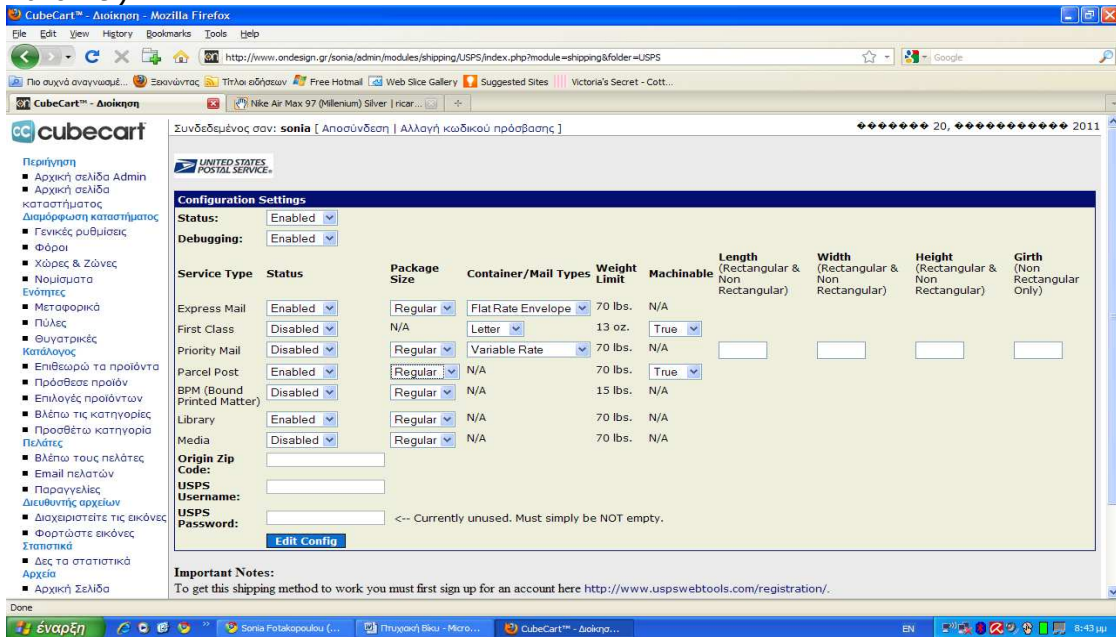 CubeCart™ - Διοίκηση - Mozilla Firefox
File Edit View History Bookmarks Tools Help
http://www.ondesign.gr/sonia/admin/modules/shipping/USPS/index.php?module=shipping&folder=USPS
Google
Πιο συχνά αναγνωσμέ... Ξεκινώντας Τίτλοι ειδήσεων Free Hotmail Web Slice Gallery Suggested Sites Victoria's Secret - Cott...
CubeCart™ - Διοίκηση Nike Air Max 97 (Millenium) Silver | ricar...
cc cubecart
Συνδεδεμένος σαν: sonia [ Αποσύνδεση | Αλλαγή κωδικού πρόσβασης ]
������� 20, ����������� 2011
UNITED STATES
POSTAL SERVICE®
Περιήγηση
Αρχική σελίδα Admin
Αρχική σελίδα
καταστήματος
Διαμόρφωση καταστήματος
Γενικές ρυθμίσεις
Φόροι
Χώρες & Ζώνες
Νομίσματα
Ενότητες
Μεταφορικά
Πύλες
Θυγατρικές
Κατάλογος
Επιθεωρώ τα προϊόντα
Πρόσθεσε προϊόν
Επιλογές προϊόντων
Βλέπω τις κατηγορίες
Προσθέτω κατηγορία
Πελάτες
Βλέπω τους πελάτες
Email πελατών
Παραγγελίες
Διευθυντής αρχείων
Διαχειριστείτε τις εικόνες
Φορτώστε εικόνες
Στατιστικά
Δες τα στατιστικά
Αρχεία
Αρχική Σελίδα
Configuration Settings
Status: Enabled
Debugging: Enabled
Service Type Status Package Size Container/Mail Types Weight Limit Machinable Length (Rectangular & Non Rectangular) Width (Rectangular & Non Rectangular) Height (Rectangular & Non Rectangular) Girth (Non Rectangular Only)
Express Mail Enabled Regular Flat Rate Envelope 70 lbs. N/A
First Class Disabled N/A Letter 13 oz. True
Priority Mail Disabled Regular Variable Rate 70 lbs. N/A
Parcel Post Enabled Regular N/A 70 lbs. True
BPM (Bound Printed Matter) Disabled Regular N/A 15 lbs. N/A
Library Enabled Regular N/A 70 lbs. N/A
Media Disabled Regular N/A 70 lbs. N/A
Origin Zip Code:
USPS Username:
USPS Password: <-- Currently unused. Must simply be NOT empty.
Edit Config
Important Notes:
To get this shipping method to work you must first sign up for an account here http://www.uspswebtools.com/registration/.
Done
έναρξη Sonia Fotakopoulou (... Πτυχιακή Βίκυ - Micro... CubeCart™ - Διοίκησ... EN 8:43 μμ